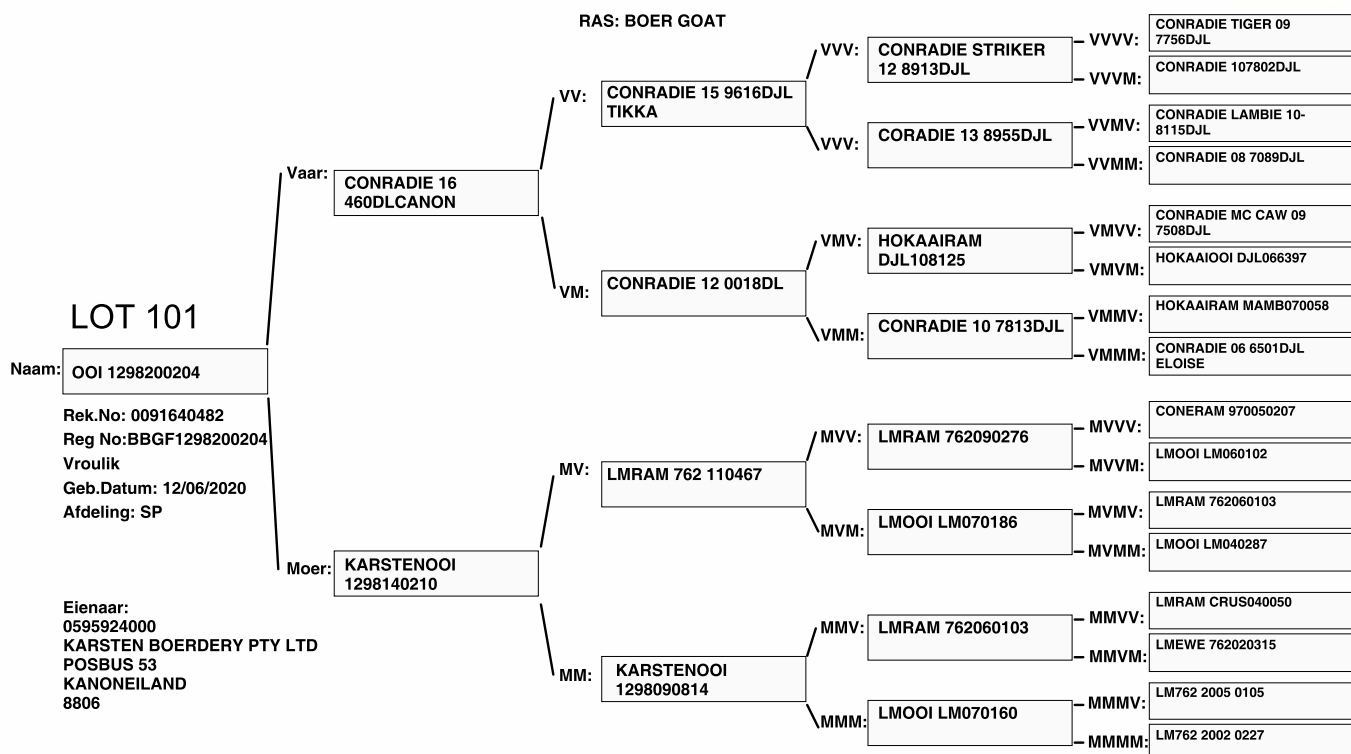 RAS: BOER GOAT
LOT 101
Naam:
OOI 1298200204
Rek.No: 0091640482
Reg No:BBGF1298200204
Vroulik
Geb.Datum: 12/06/2020
Afdeling: SP
Eienaar:
0595924000
KARSTEN BOERDERY PTY LTD
POSBUS 53
KANONEILAND
8806
Vaar:
CONRADIE 16
460DLCANON
Moer:
KARSTENOOI
1298140210
VV:
CONRADIE 15 9616DJL
TIKKA
VM:
CONRADIE 12 0018DL
MV:
LMRAM 762 110467
MM:
KARSTENOOI
1298090814
VVV:
CONRADIE STRIKER
12 8913DJL
VVV:
CORADIE 13 8955DJL
VMV:
HOKAAIRAM
DJL108125
VMM:
CONRADIE 10 7813DJL
MVV:
LMRAM 762090276
MVM:
LMOOI LM070186
MMV:
LMRAM 762060103
MMM:
LMOOI LM070160
VVVV:
CONRADIE TIGER 09
7756DJL
VVVM:
CONRADIE 107802DJL
VVMV:
CONRADIE LAMBIE 10-
8115DJL
VVMM:
CONRADIE 08 7089DJL
VMVV:
CONRADIE MC CAW 09
7508DJL
VMVM:
HOKAAIOOI DJL066397
VMMV:
HOKAAIRAM MAMB070058
VMMM:
CONRADIE 06 6501DJL
ELOISE
MVVV:
CONERAM 970050207
MVVM:
LMOOI LM060102
MVMV:
LMRAM 762060103
MVMM:
LMOOI LM040287
MMVV:
LMRAM CRUS040050
MMVM:
LMEWE 762020315
MMMV:
LM762 2005 0105
MMMM:
LM762 2002 0227